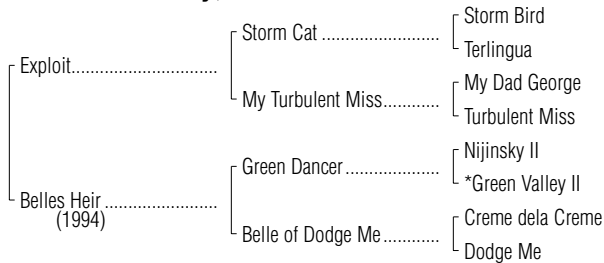 Storm Bird
Storm Cat ........................
Terlingua
Exploit.............................
My Dad George
My Turbulent Miss............
Turbulent Miss
Nijinsky II
Green Dancer...................
*Green Valley II
Belles Heir ......................
(1994)
Creme dela Creme
Belle of Dodge Me............
Dodge Me